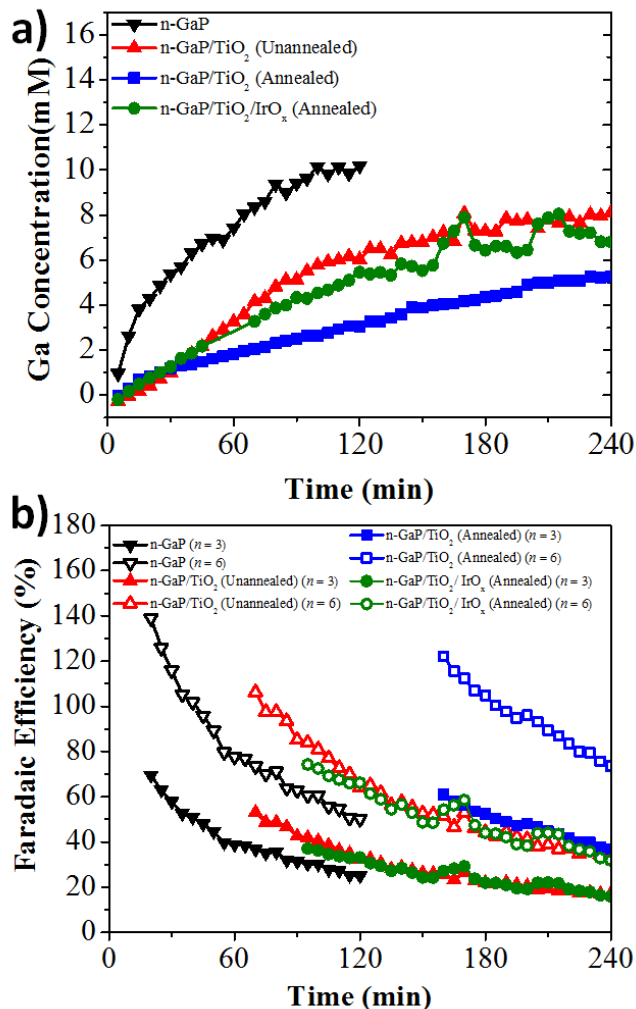 a)
n-GaP
n-GaP/TiO2 (Unannealed)
n-GaP/TiO2 (Annealed)
n-GaP/TiO2/IrOx (Annealed)
Ga Concentration(mM)
16
14
12
10
8
6
4
2
0
0 60 120 180 240
Time (min)
b)
n-GaP (n = 3)
n-GaP (n = 6)
n-GaP/TiO2 (Unannealed) (n = 3)
n-GaP/TiO2 (Unannealed) (n = 6)
n-GaP/TiO2 (Annealed) (n = 3)
n-GaP/TiO2 (Annealed) (n = 6)
n-GaP/TiO2/ IrOx (Annealed) (n = 3)
n-GaP/TiO2/ IrOx (Annealed) (n = 6)
Faradaic Efficiency (%)
180
160
140
120
100
80
60
40
20
0
0 60 120 180 240
Time (min)